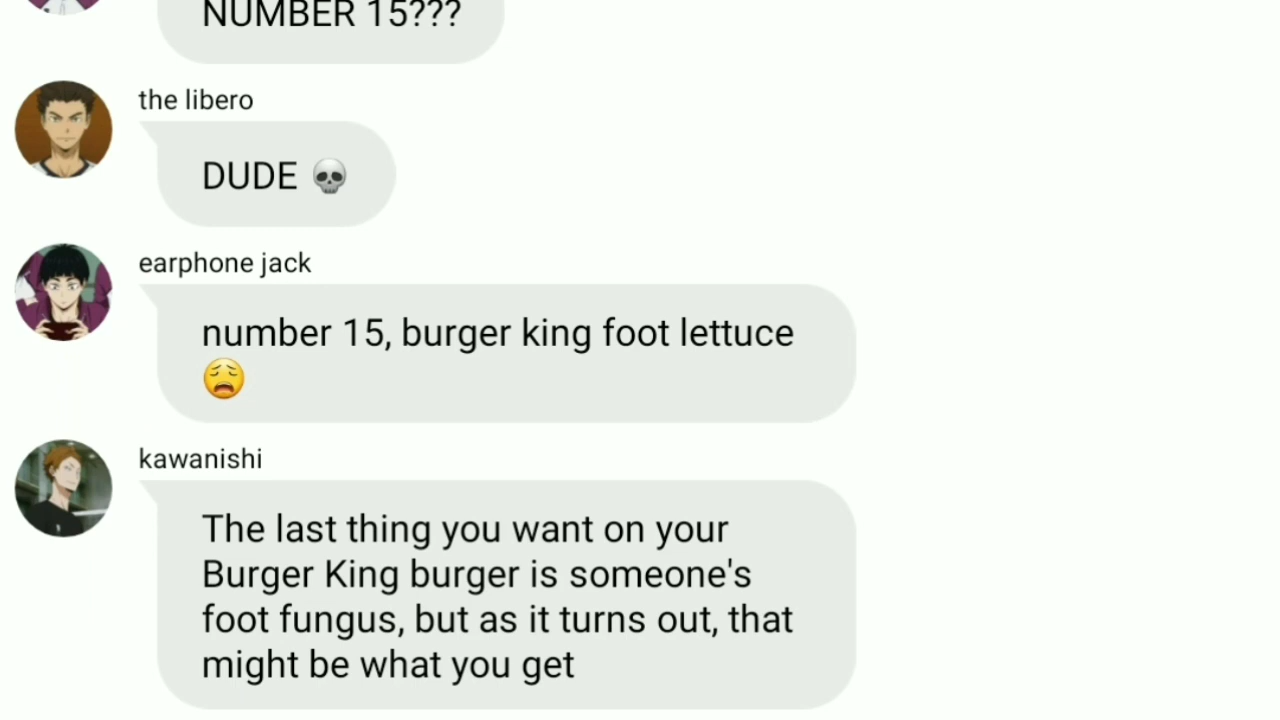 NUMBER 15???
the libero
DUDE 💀
earphone jack
number 15, burger king foot lettuce
😩
kawanishi
The last thing you want on your
Burger King burger is someone's
foot fungus, but as it turns out, that
might be what you get